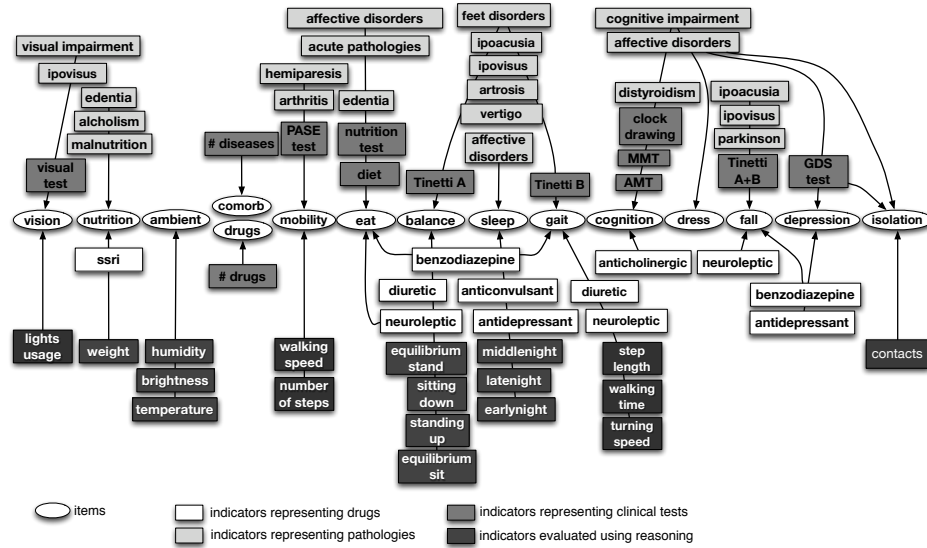 affective disorders
feet disorders
cognitive impairment
visual impairment
acute pathologies
ipoacusia
affective disorders
ipovisus
hemiparesis
ipovisus
edentia
arthritis
edentia
artrosis
distyroidism
ipoacusia
alcholism
vertigo
clock
drawing
ipovisus
malnutrition
# diseases
PASE
test
nutrition
test
affective
disorders
parkinson
visual
test
diet
Tinetti A
Tinetti B
MMT
AMT
Tinetti
A+B
GDS
test
comorb
vision
nutrition
ambient
drugs
mobility
eat
balance
sleep
gait
cognition
dress
fall
depression
isolation
ssri
# drugs
benzodiazepine
anticholinergic
neuroleptic
diuretic
anticonvulsant
diuretic
benzodiazepine
neuroleptic
antidepressant
neuroleptic
antidepressant
lights
usage
weight
humidity
walking
speed
equilibrium
stand
middlenight
step
length
contacts
brightness
number
of steps
sitting
down
latenight
walking
time
temperature
standing
up
earlynight
turning
speed
equilibrium
sit
items
indicators representing drugs
indicators representing clinical tests
indicators representing pathologies
indicators evaluated using reasoning